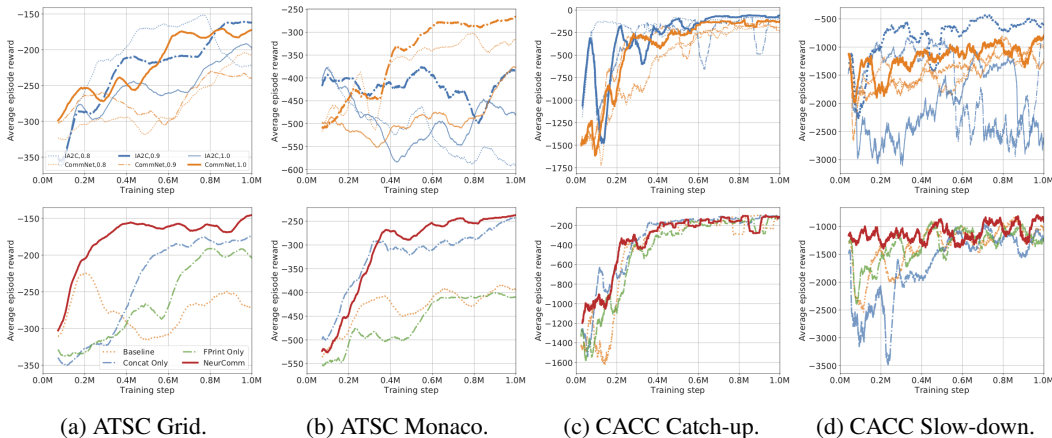 Average episode reward
−150
−200
−250
−300
−350
IA2C,0.8
IA2C,0.9
IA2C,1.0
CommNet,0.8
CommNet,0.9
CommNet,1.0
0.0M 0.2M 0.4M 0.6M 0.8M 1.0M
Training step
Average episode reward
−250
−300
−350
−400
−450
−500
−550
−600
0.0M 0.2M 0.4M 0.6M 0.8M 1.0M
Training step
Average episode reward
0
−250
−500
−750
−1000
−1250
−1500
−1750
0.0M 0.2M 0.4M 0.6M 0.8M 1.0M
Training step
Average episode reward
−500
−1000
−1500
−2000
−2500
−3000
0.0M 0.2M 0.4M 0.6M 0.8M 1.0M
Training step
Average episode reward
−150
−200
−250
−300
−350
Baseline
Concat Only
FPrint Only
NeurComm
0.0M 0.2M 0.4M 0.6M 0.8M 1.0M
Training step
Average episode reward
−250
−300
−350
−400
−450
−500
−550
0.0M 0.2M 0.4M 0.6M 0.8M 1.0M
Training step
Average episode reward
−200
−400
−600
−800
−1000
−1200
−1400
−1600
0.0M 0.2M 0.4M 0.6M 0.8M 1.0M
Training step
Average episode reward
−1000
−1500
−2000
−2500
−3000
−3500
0.0M 0.2M 0.4M 0.6M 0.8M 1.0M
Training step
(a) ATSC Grid.
(b) ATSC Monaco.
(c) CACC Catch-up.
(d) CACC Slow-down.